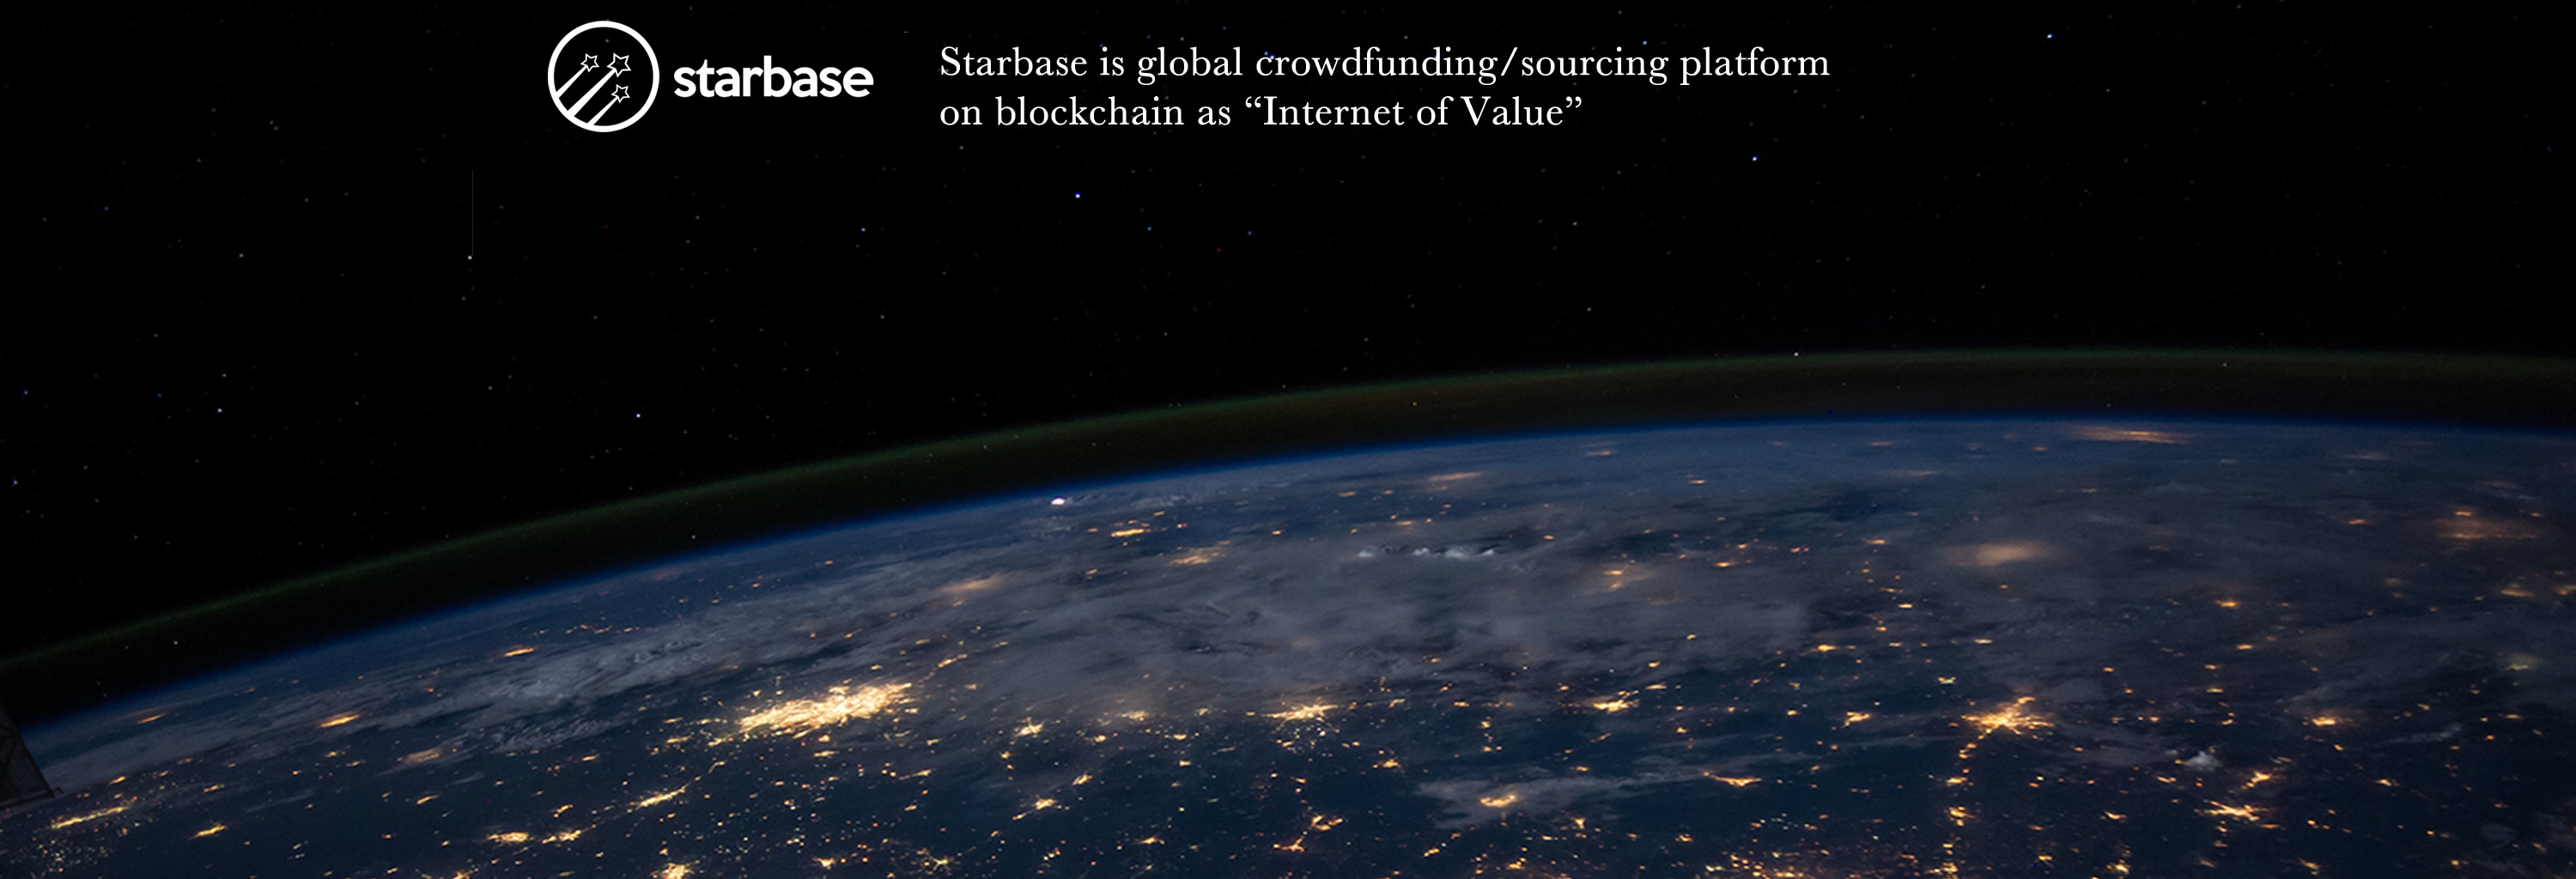 starbase
Starbase is global crowdfunding/sourcing platform
on blockchain as “Internet of Value”